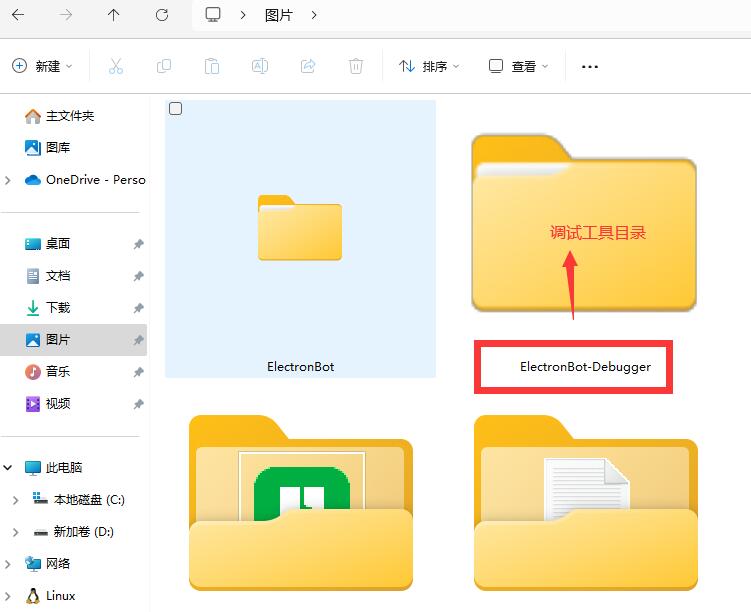 图片
新建
排序
查看
主文件夹
图库
OneDrive - Perso
桌面
文档
下载
图片
音乐
视频
此电脑
本地磁盘 (C:)
新加卷 (D:)
网络
Linux
ElectronBot
调试工具目录
ElectronBot-Debugger